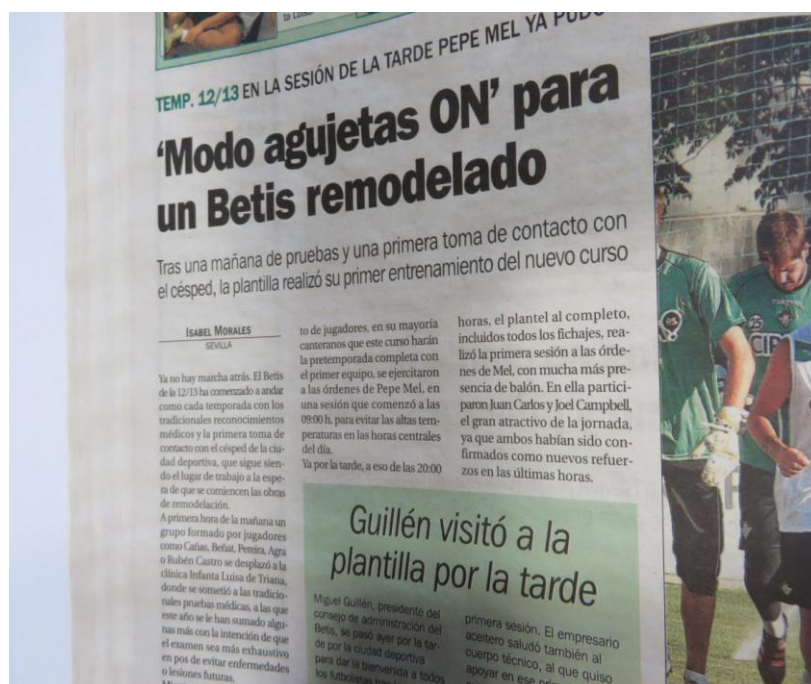 TEMP. 12/13 EN LA SESIÓN DE LA TARDE PEPE MEL YA PUDO
'Modo agujetas ON' para
un Betis remodelado
Tras una mañana de pruebas y una primera toma de contacto con
el césped, la plantilla realizó su primer entrenamiento del nuevo curso
ISABEL MORALES
SEVILLA
Ya no hay marcha atrás. El Betis
de la 12/13 ha comenzado a andar
como cada temporada con los
tradicionales reconocimientos
médicos y la primera toma de
contacto con el césped de la ciu-
dad deportiva, que sigue sien-
do el lugar de trabajo a la espe-
ra de que se comiencen las obras
de remodelación.
A primera hora de la mañana un
grupo formado por jugadores
como Cañas, Beñat, Pereira, Agra
o Rubén Castro se desplazó a la
clínica Infanta Luisa de Triana,
donde se sometió a las tradicio-
nales pruebas médicas, a las que
este año se le han sumado algu-
nas más con la intención de que
el examen sea más exhaustivo
en pos de evitar enfermedades
o lesiones futuras.
to de jugadores, en su mayoría
canteranos que este curso harán
la pretemporada completa con
el primer equipo, se ejercitaron
a las órdenes de Pepe Mel, en
una sesión que comenzó a las
09:00 h, para evitar las altas tem-
peraturas en las horas centrales
del día.
Ya por la tarde, a eso de las 20:00
horas, el plantel al completo,
incluidos todos los fichajes, rea-
lizó la primera sesión a las órde-
nes de Mel, con mucha más pre-
sencia de balón. En ella partici-
paron Juan Carlos y Joel Campbell,
el gran atractivo de la jornada,
ya que ambos habían sido con-
firmados como nuevos refuer-
zos en las últimas horas.
Guillén visitó a la
plantilla por la tarde
Miguel Guillén, presidente del
consejo de administración del
Betis, se pasó ayer por la tar-
de por la ciudad deportiva
para dar la bienvenida a todos
los futbolistas
primera sesión. El empresario
aceitero saludó también al
cuerpo técnico, al que quiso
apoyar en ese